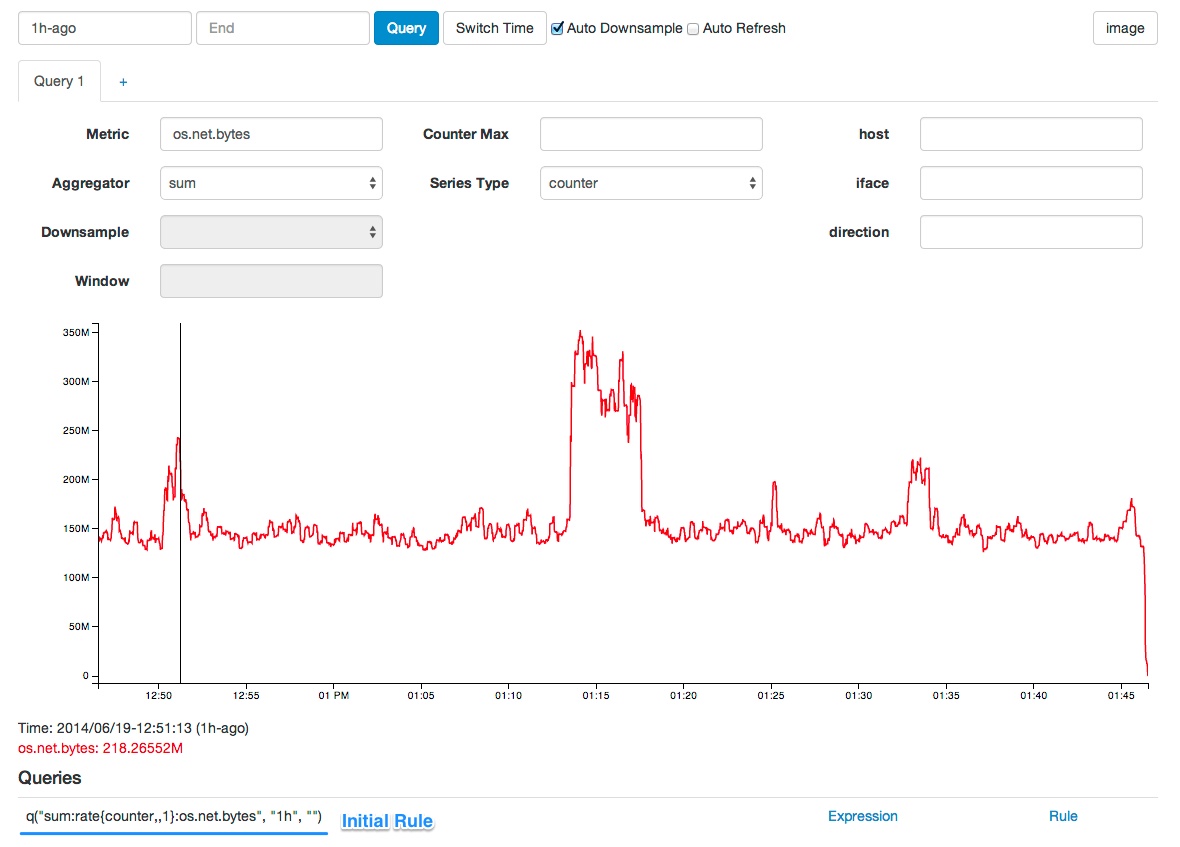 1h-ago End Query Switch Time Auto Downsample Auto Refresh image
Query 1 +
Metric os.net.bytes Counter Max host
Aggregator sum Series Type counter iface
Downsample direction
Window
350M
300M
250M
200M
150M
100M
50M
0
12:50 12:55 01 PM 01:05 01:10 01:15 01:20 01:25 01:30 01:35 01:40 01:45
Time: 2014/06/19-12:51:13 (1h-ago)
os.net.bytes: 218.26552M
Queries
q("sum:rate{counter,,1}:os.net.bytes", "1h", "") Initial Rule Expression Rule